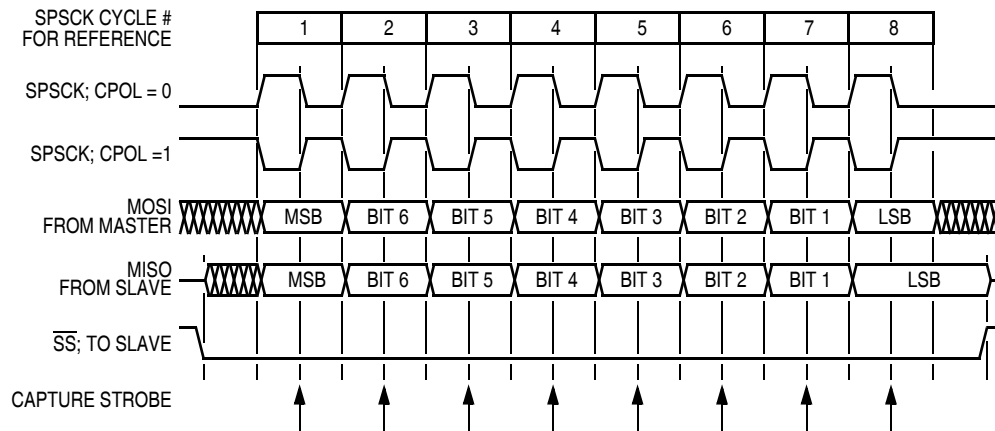 SPSCK CYCLE #
FOR REFERENCE
1 2 3 4 5 6 7 8
SPSCK; CPOL = 0
SPSCK; CPOL =1
MOSI
FROM MASTER
MSB BIT 6 BIT 5 BIT 4 BIT 3 BIT 2 BIT 1 LSB
MISO
FROM SLAVE
MSB BIT 6 BIT 5 BIT 4 BIT 3 BIT 2 BIT 1 LSB
S̅S̅; TO SLAVE
CAPTURE STROBE